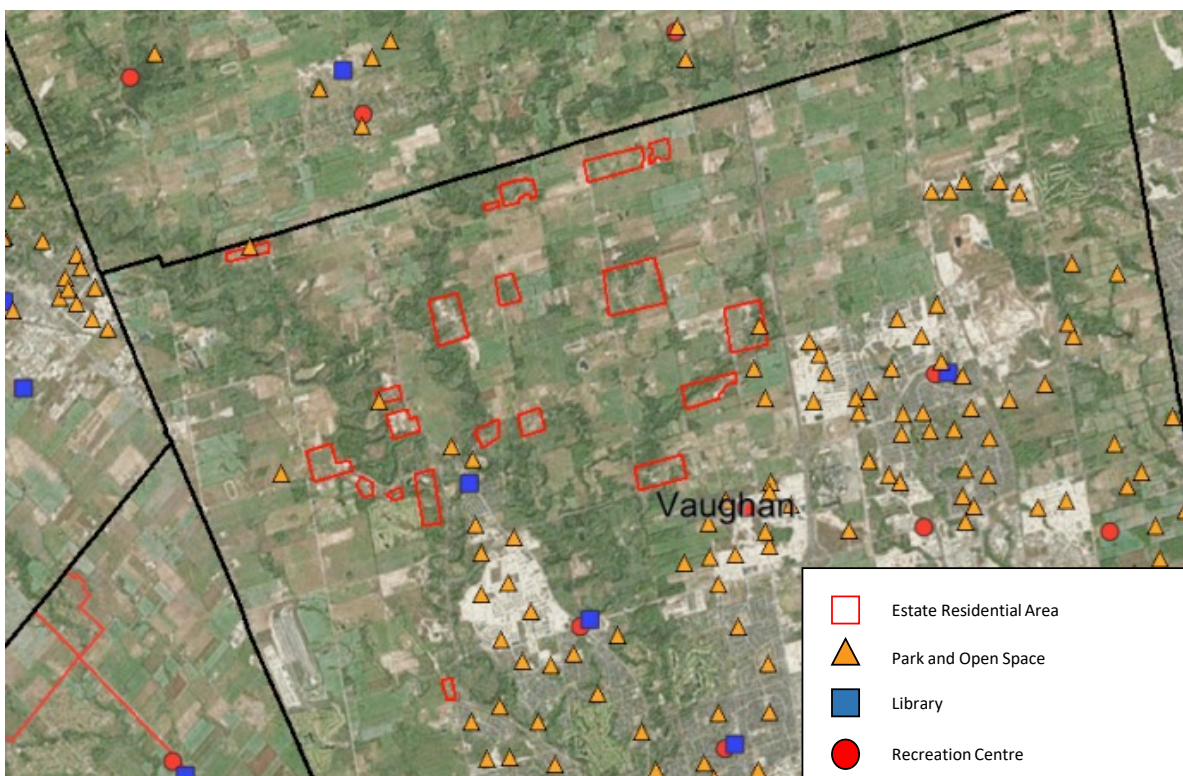 Vaughan
Estate Residential Area
Park and Open Space
Library
Recreation Centre